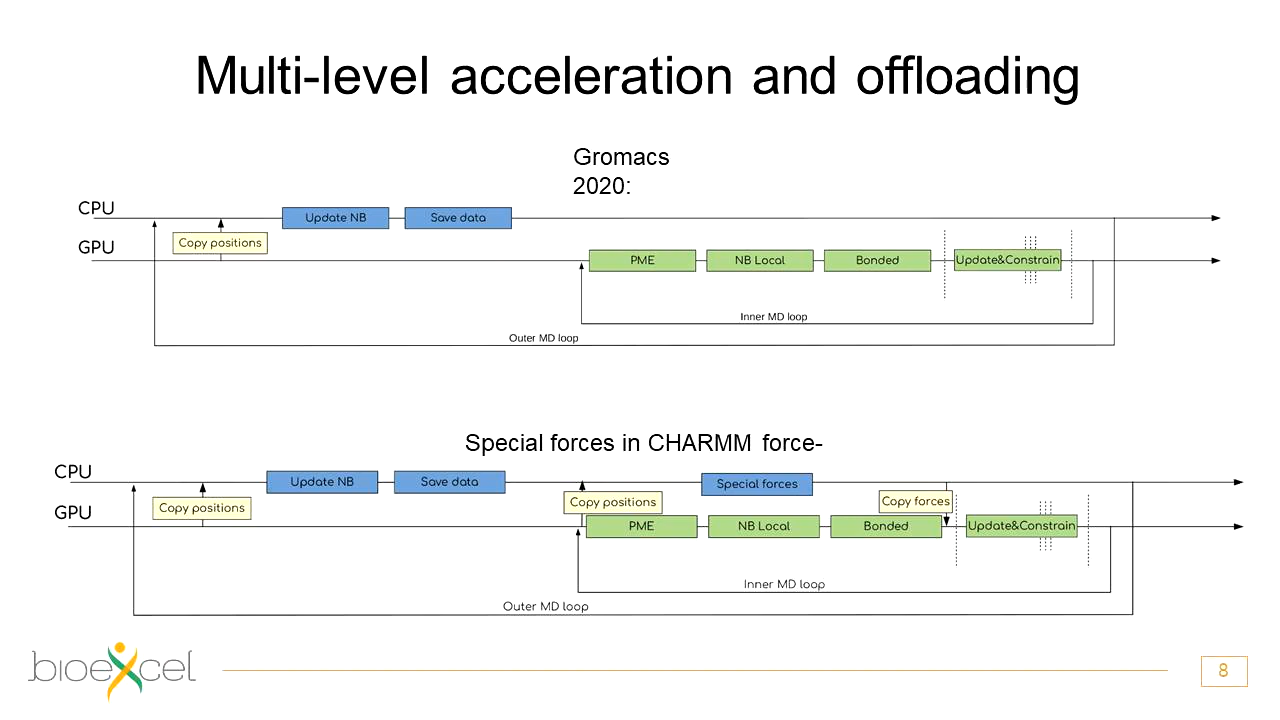 Multi-level acceleration and offloading
Gromacs
2020:
CPU
Update NB
Save data
Copy positions
GPU
PME
NB Local
Bonded
Update&Constrain
Inner MD loop
Outer MD loop
Special forces in CHARMM force-
CPU
Update NB
Save data
Special forces
Copy positions
Copy positions
Copy forces
GPU
PME
NB Local
Bonded
Update&Constrain
Inner MD loop
Outer MD loop
bioexcel
8